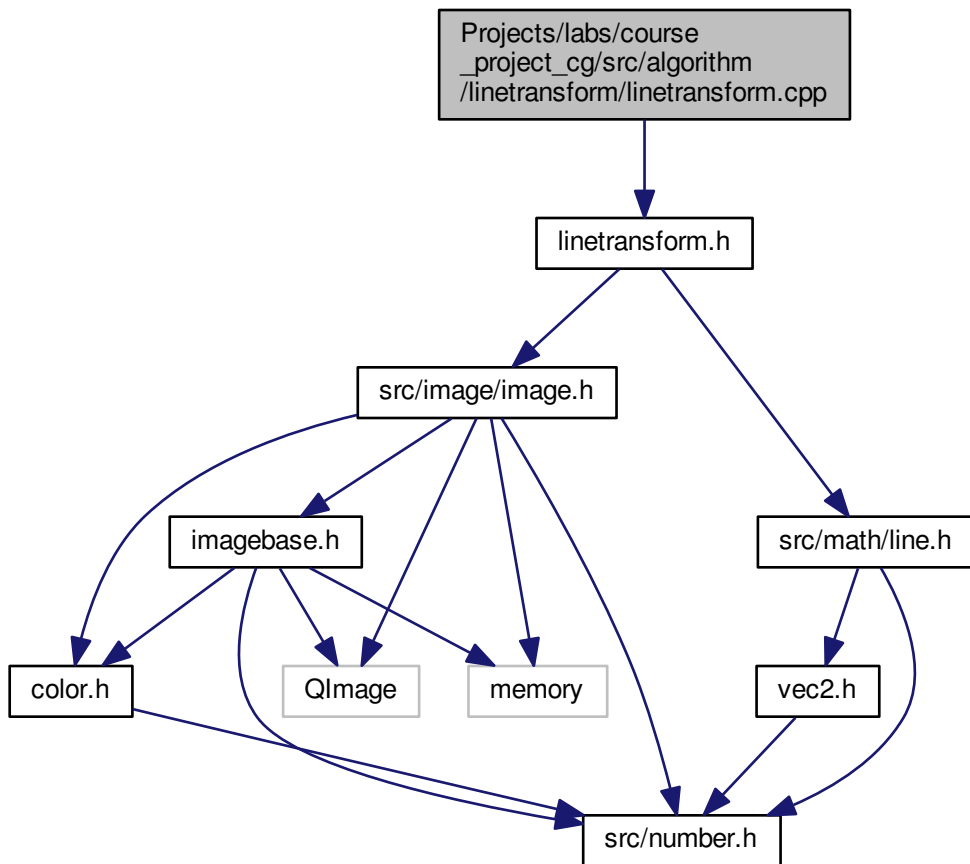 Projects/labs/course
_project_cg/src/algorithm
/linetransform/linetransform.cpp
linetransform.h
src/image/image.h
imagebase.h
src/math/line.h
color.h
QImage
memory
vec2.h
src/number.h